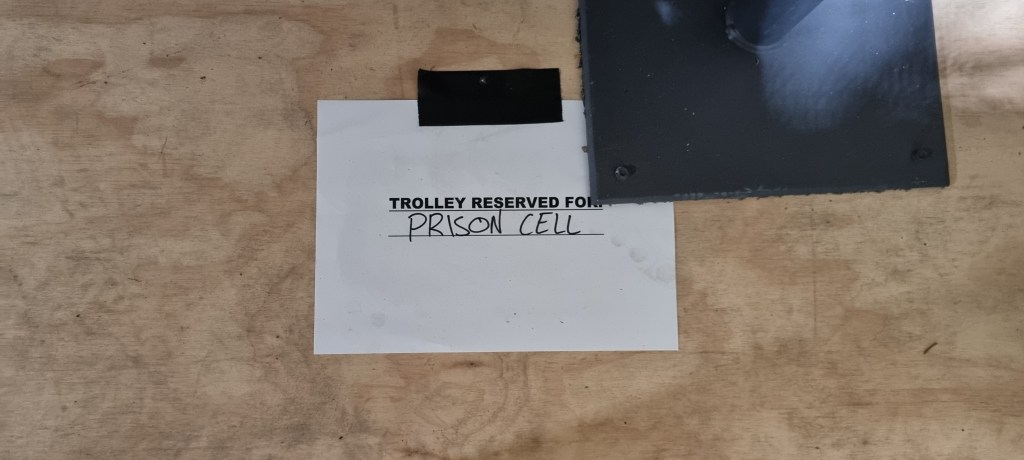 TROLLEY RESERVED FOR:
PRISON CELL